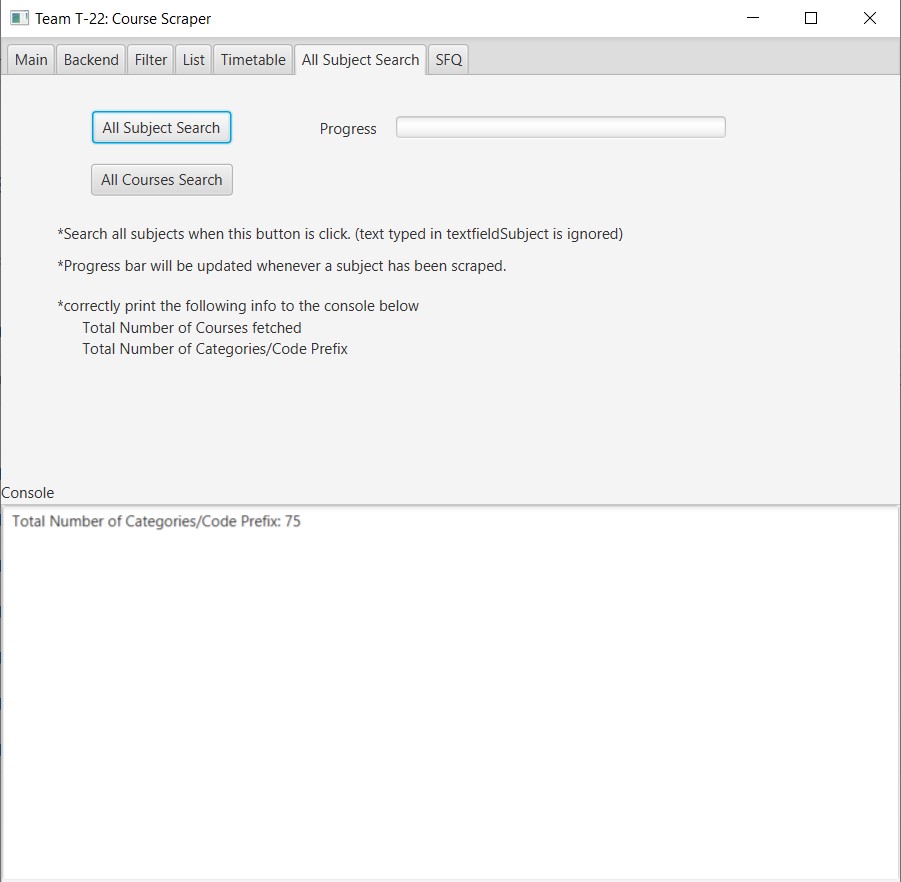 Team T-22: Course Scraper
Main Backend Filter List Timetable All Subject Search SFQ
All Subject Search Progress
All Courses Search
*Search all subjects when this button is click. (text typed in textfieldSubject is ignored)
*Progress bar will be updated whenever a subject has been scraped.
*correctly print the following info to the console below
Total Number of Courses fetched
Total Number of Categories/Code Prefix
Console
Total Number of Categories/Code Prefix: 75